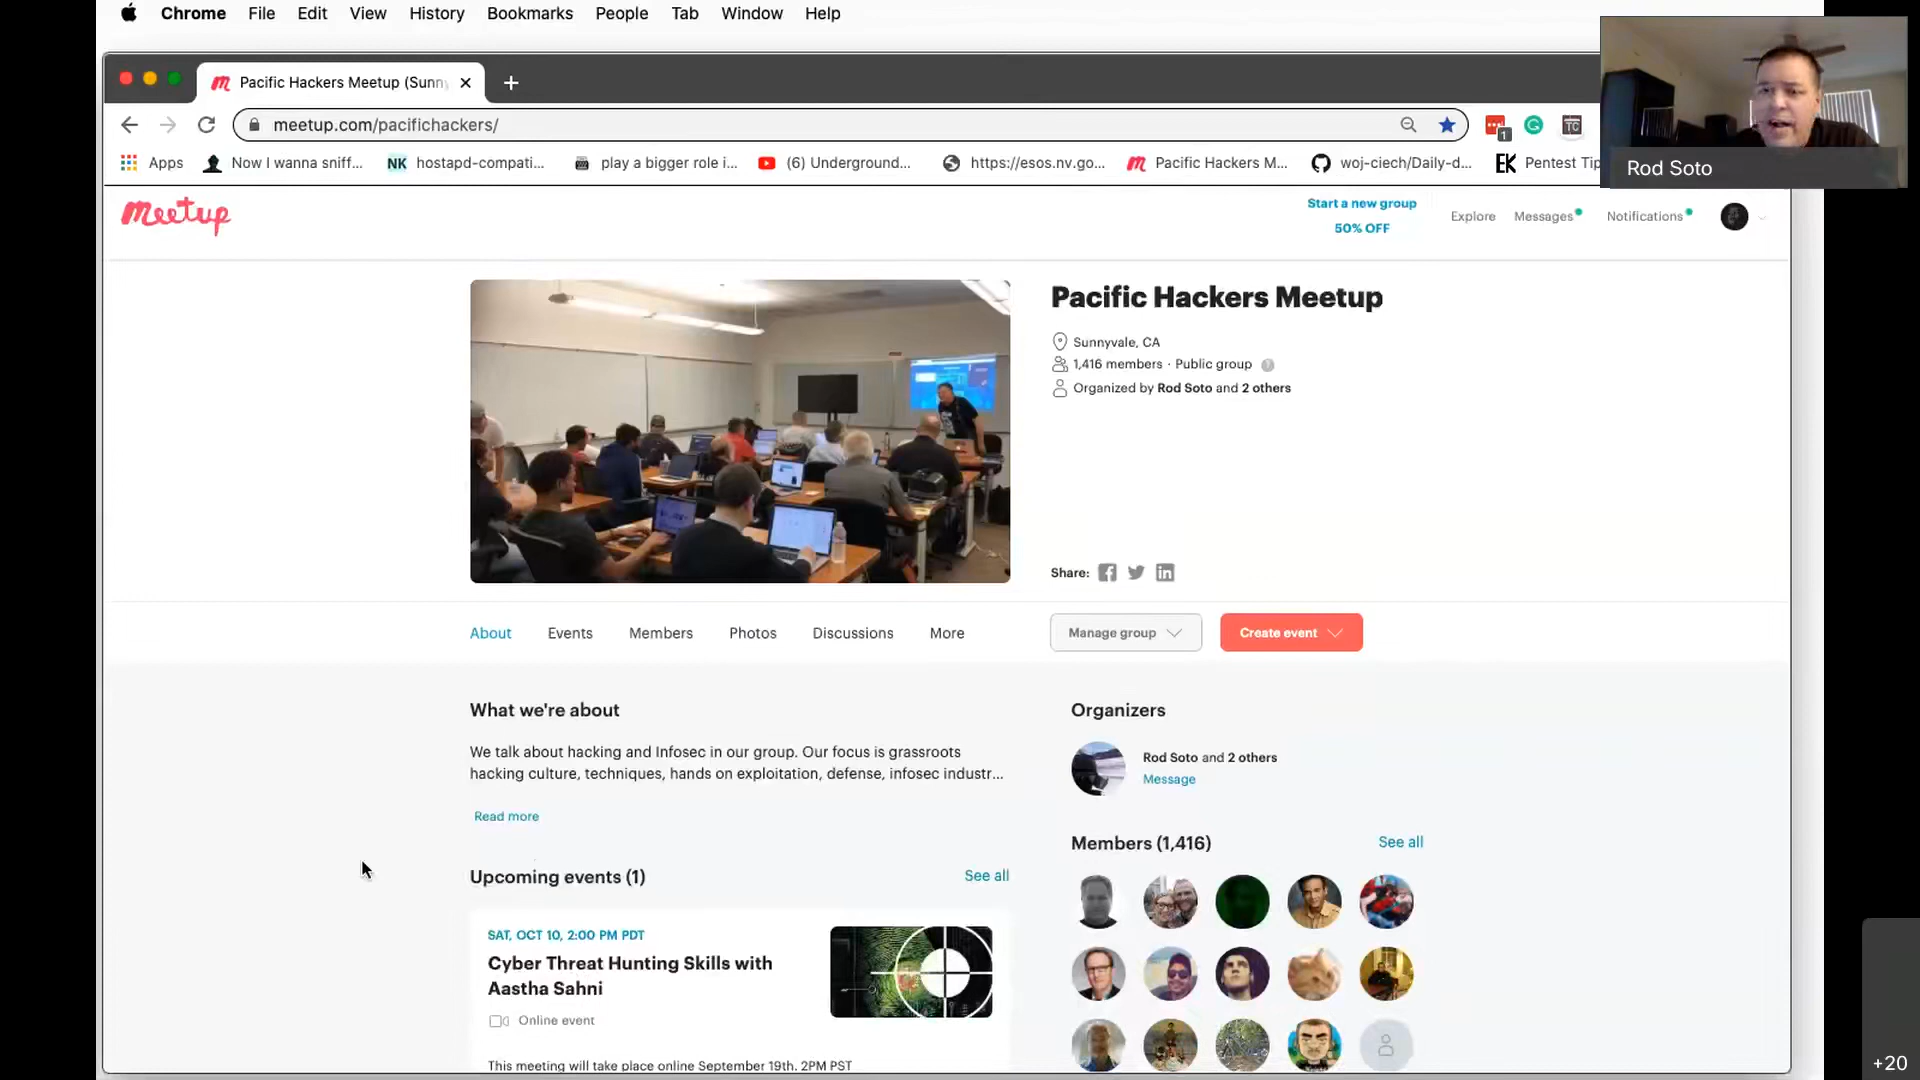 Chrome File Edit View History Bookmarks People Tab Window Help
Pacific Hackers Meetup (Sunny
meetup.com/pacifichackers/
1
TC
Apps Now I wanna sniff... NK hostapd-compati... play a bigger role i... (6) Underground... https://esos.nv.go... Pacific Hackers M... woj-ciech/Daily-d... EK Pentest Tip
Rod Soto
Meetup
Start a new group
50% OFF
Explore Messages Notifications
Pacific Hackers Meetup
Sunnyvale, CA
1,416 members · Public group ?
Organized by Rod Soto and 2 others
Share:
About Events Members Photos Discussions More
Manage group Create event
What we're about
We talk about hacking and Infosec in our group. Our focus is grassroots
hacking culture, techniques, hands on exploitation, defense, infosec industr...
Read more
Organizers
Rod Soto and 2 others
Message
Members (1,416) See all
Upcoming events (1) See all
SAT, OCT 10, 2:00 PM PDT
Cyber Threat Hunting Skills with
Aastha Sahni
Online event
This meeting will take place online September 19th, 2PM PST
+20